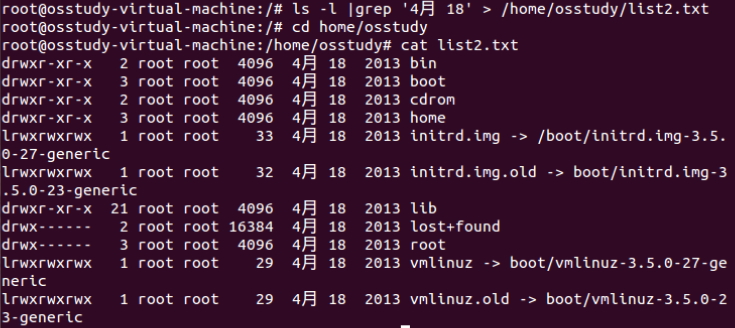 root@osstudy-virtual-machine:/# ls -l |grep '4月 18' > /home/osstudy/list2.txt
root@osstudy-virtual-machine:/# cd home/osstudy
root@osstudy-virtual-machine:/home/osstudy# cat list2.txt
drwxr-xr-x   2 root root  4096  4月 18  2013 bin
drwxr-xr-x   3 root root  4096  4月 18  2013 boot
drwxr-xr-x   2 root root  4096  4月 18  2013 cdrom
drwxr-xr-x   3 root root  4096  4月 18  2013 home
lrwxrwxrwx   1 root root    33  4月 18  2013 initrd.img -> /boot/initrd.img-3.5.
0-27-generic
lrwxrwxrwx   1 root root    32  4月 18  2013 initrd.img.old -> boot/initrd.img-3
.5.0-23-generic
drwxr-xr-x  21 root root  4096  4月 18  2013 lib
drwx------   2 root root 16384  4月 18  2013 lost+found
drwx------   3 root root  4096  4月 18  2013 root
lrwxrwxrwx   1 root root    29  4月 18  2013 vmlinuz -> boot/vmlinuz-3.5.0-27-ge
neric
lrwxrwxrwx   1 root root    29  4月 18  2013 vmlinuz.old -> boot/vmlinuz-3.5.0-2
3-generic